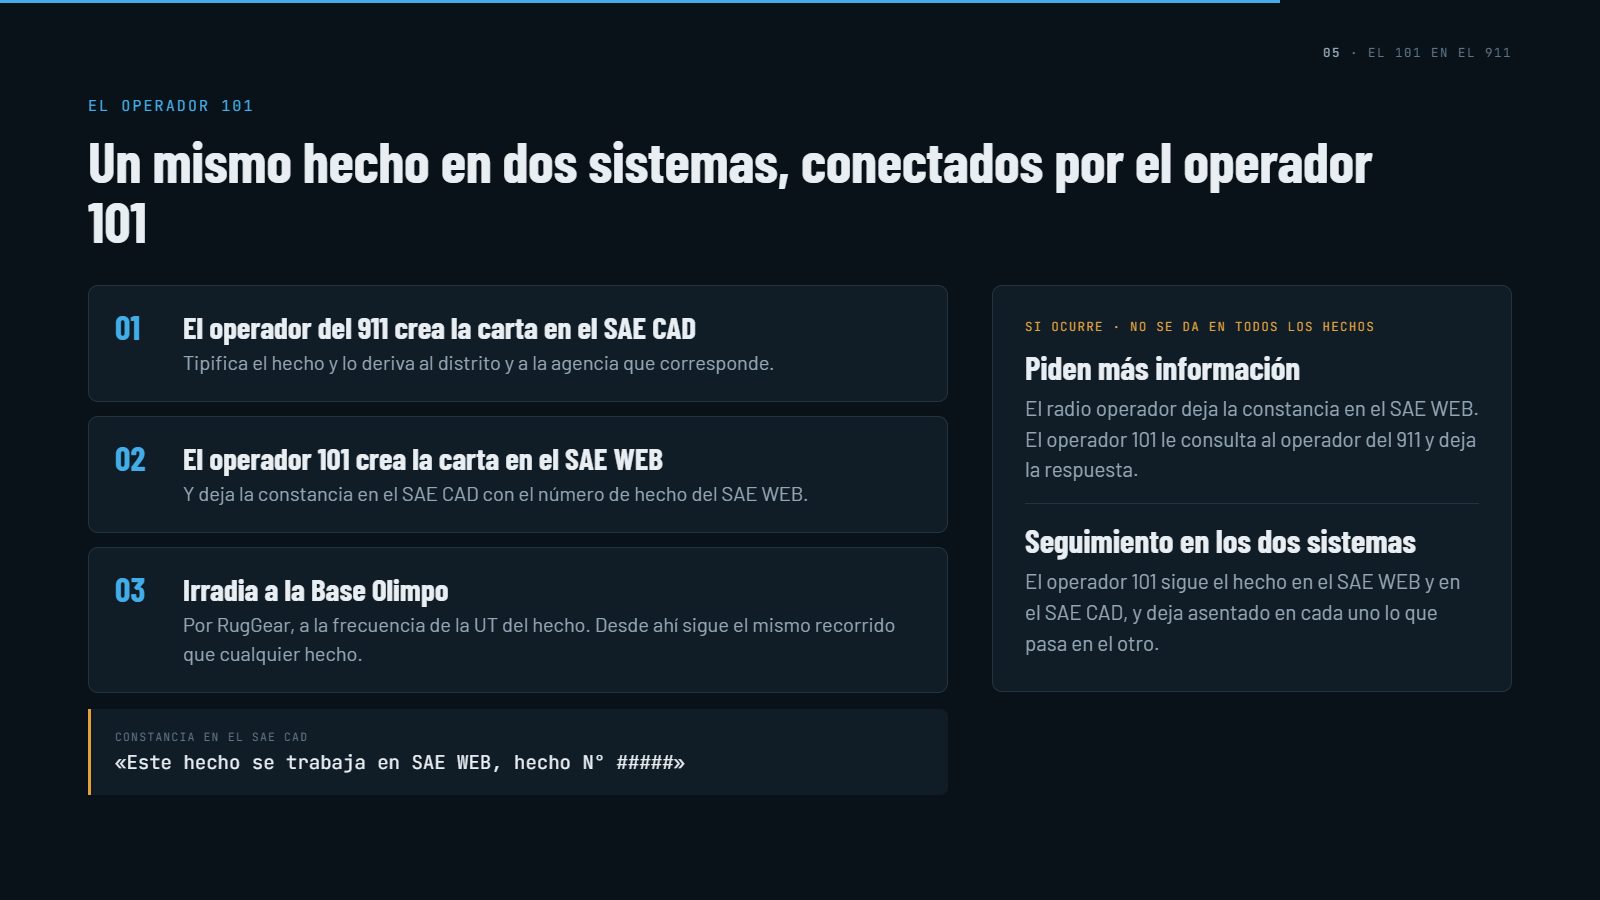 05 · EL 101 EN EL 911
EL OPERADOR 101
Un mismo hecho en dos sistemas, conectados por el operador
101
01
El operador del 911 crea la carta en el SAE CAD
Tipifica el hecho y lo deriva al distrito y a la agencia que corresponde.
02
El operador 101 crea la carta en el SAE WEB
Y deja la constancia en el SAE CAD con el número de hecho del SAE WEB.
03
Irradia a la Base Olimpo
Por RugGear, a la frecuencia de la UT del hecho. Desde ahí sigue el mismo recorrido
que cualquier hecho.
CONSTANCIA EN EL SAE CAD
«Este hecho se trabaja en SAE WEB, hecho N° #####»
SI OCURRE · NO SE DA EN TODOS LOS HECHOS
Piden más información
El radio operador deja la constancia en el SAE WEB.
El operador 101 le consulta al operador del 911 y deja
la respuesta.
Seguimiento en los dos sistemas
El operador 101 sigue el hecho en el SAE WEB y en
el SAE CAD, y deja asentado en cada uno lo que
pasa en el otro.